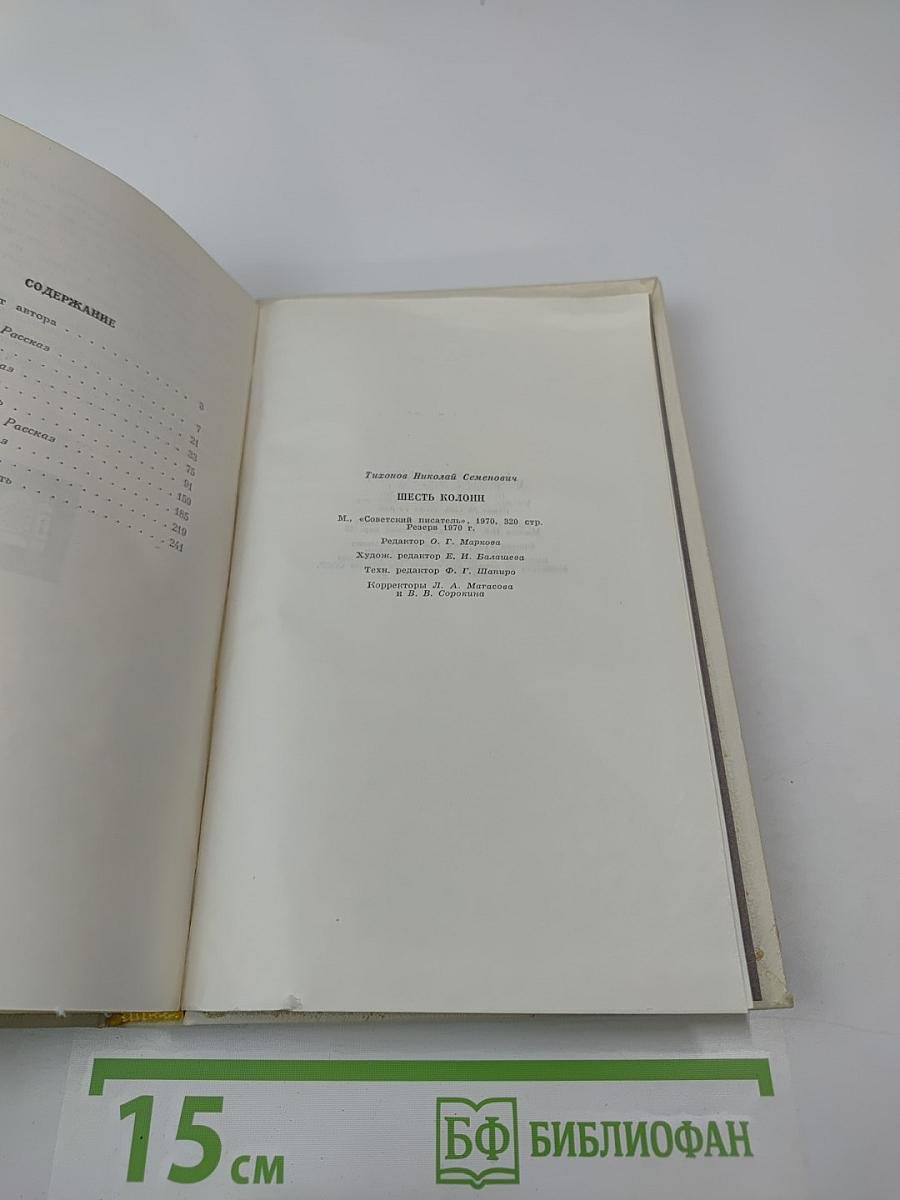 СОДЕРЖАНИЕ
т автора
3
Рассказ
7
21
33
Рассказ
75
91
159
185
219
241
Тихонов Николай Семенович
ШЕСТЬ КОЛОНН
М., «Советский писатель», 1970, 320 стр.
Резерв 1970 г.
Редактор О. Г. Маркова
Худож. редактор Е. И. Балашева
Техн. редактор Ф. Г. Шапиро
Корректоры Л. А. Матасова
и В. В. Сорокина
15 см
БФ БИБЛИОФАН